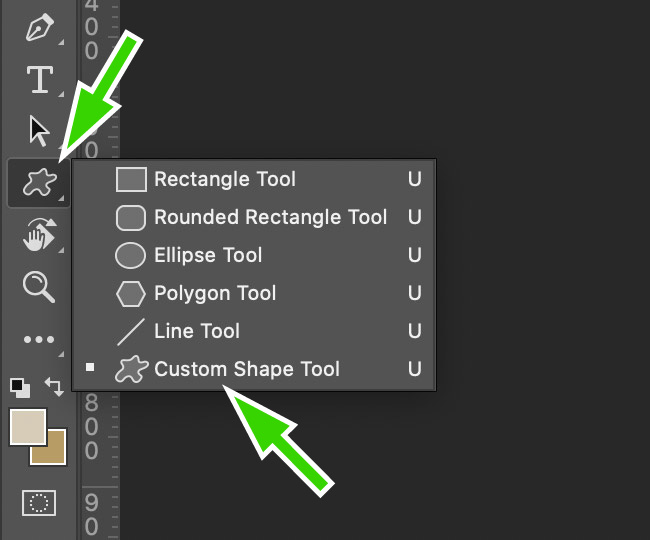 4
0
0
T
0
Rectangle Tool U
Rounded Rectangle Tool U
Ellipse Tool U
Polygon Tool U
Line Tool U
Custom Shape Tool U
8
0
0
9
0